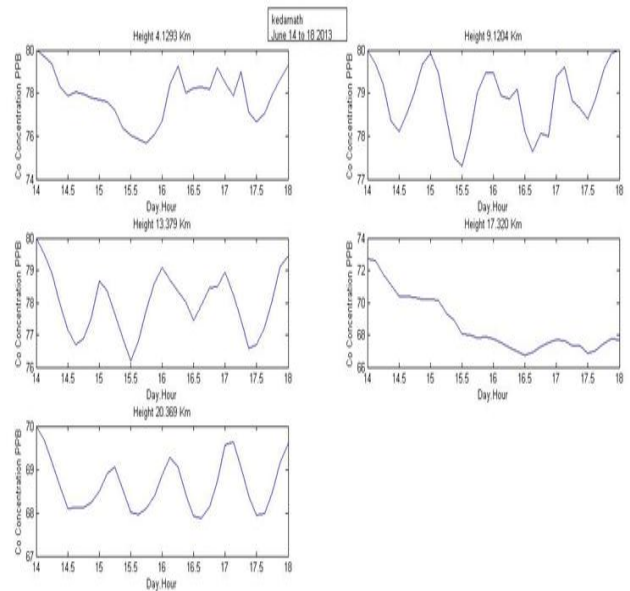 kedarnath
June 14 to 18 2013
Height 4.1293 Km
80
78
76
74
Co Concentration PPB
14 14.5 15 15.5 16 16.5 17 17.5 18
Day.Hour
Height 9.1204 Km
80
79
78
77
Co Concentration PPB
14 14.5 15 15.5 16 16.5 17 17.5 18
Day.Hour
Height 13.379 Km
80
79
78
77
76
Co Concentration PPB
14 14.5 15 15.5 16 16.5 17 17.5 18
Day.Hour
Height 17.320 Km
74
72
70
68
66
Co Concentration PPB
14 14.5 15 15.5 16 16.5 17 17.5 18
Day.Hour
Height 20.369 Km
70
69
68
67
Co Concentration PPB
14 14.5 15 15.5 16 16.5 17 17.5 18
Day.Hour